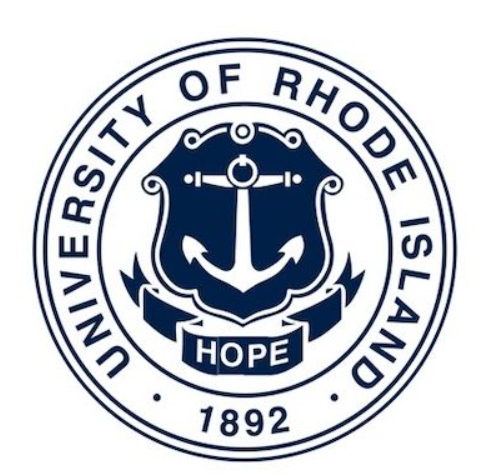 UNIVERSITY OF RHODE ISLAND
HOPE
· 1892 ·